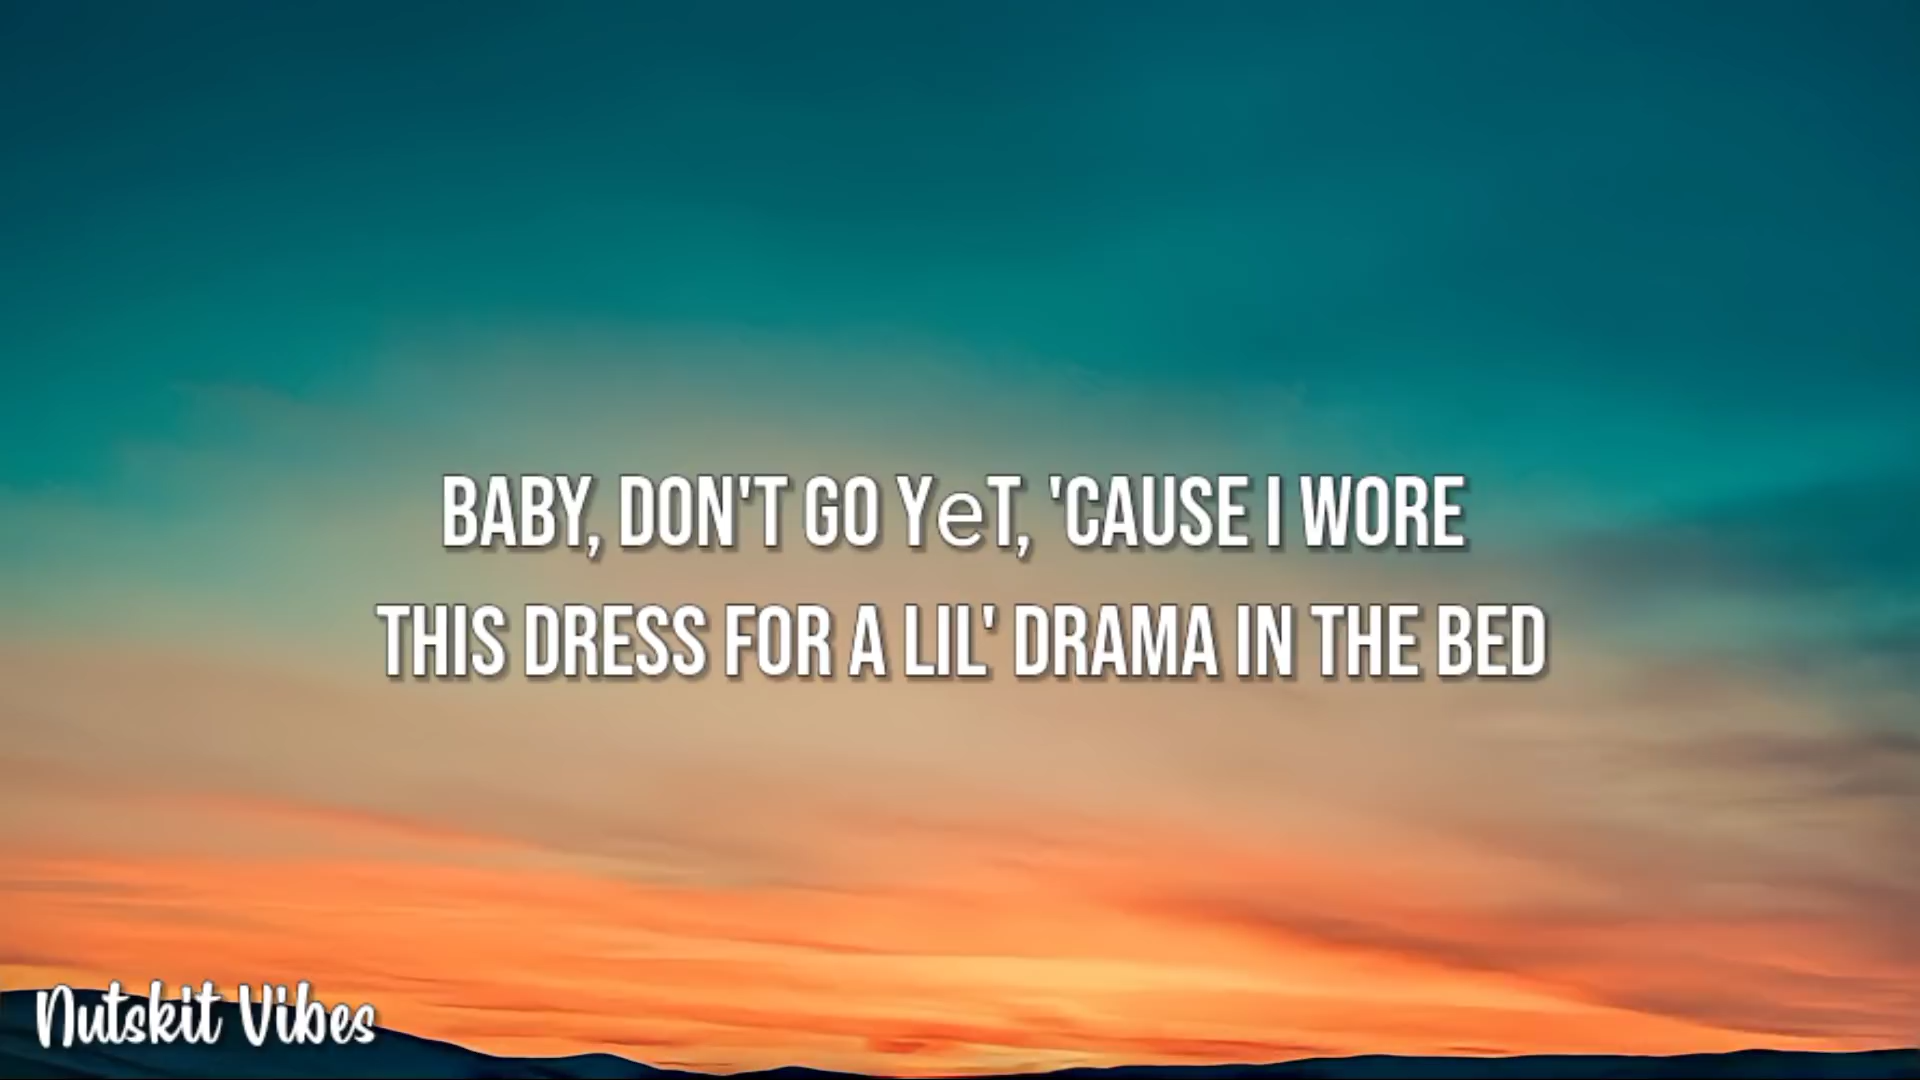 BABY, DON'T GO YeT, 'CAUSE I WORE
THIS DRESS FOR A LIL' DRAMA IN THE BED
Nutskit Vibes